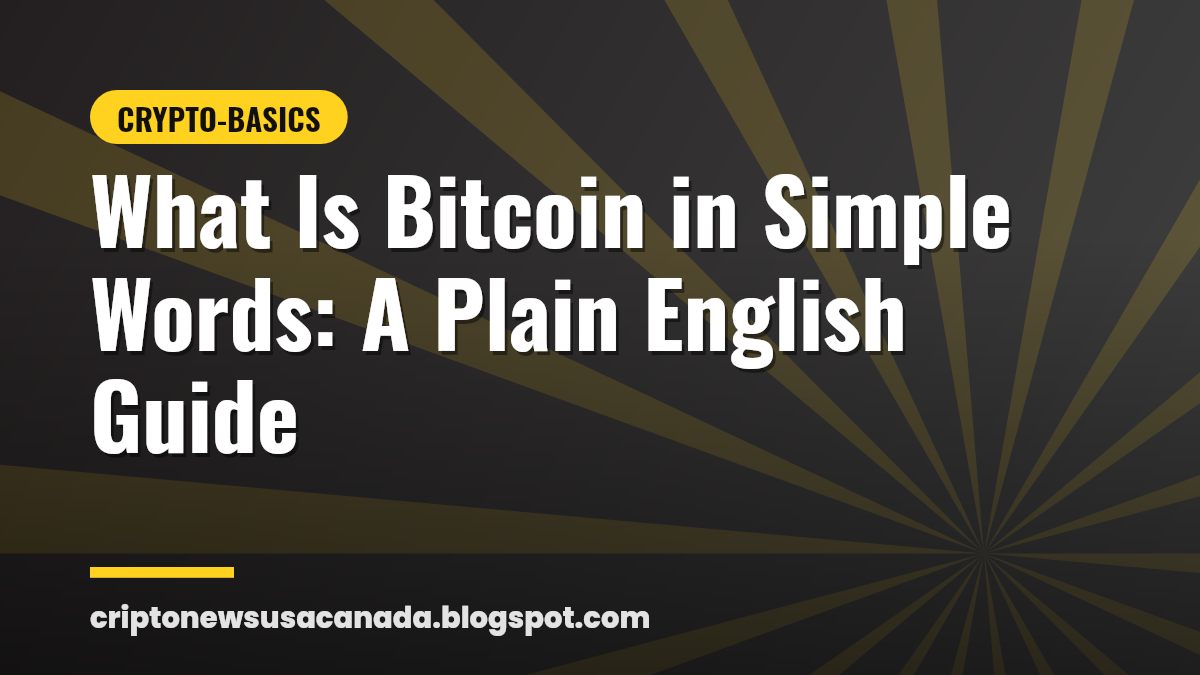 CRYPTO-BASICS
What Is Bitcoin in Simple
Words: A Plain English
Guide
criptonewsusacanada.blogspot.com